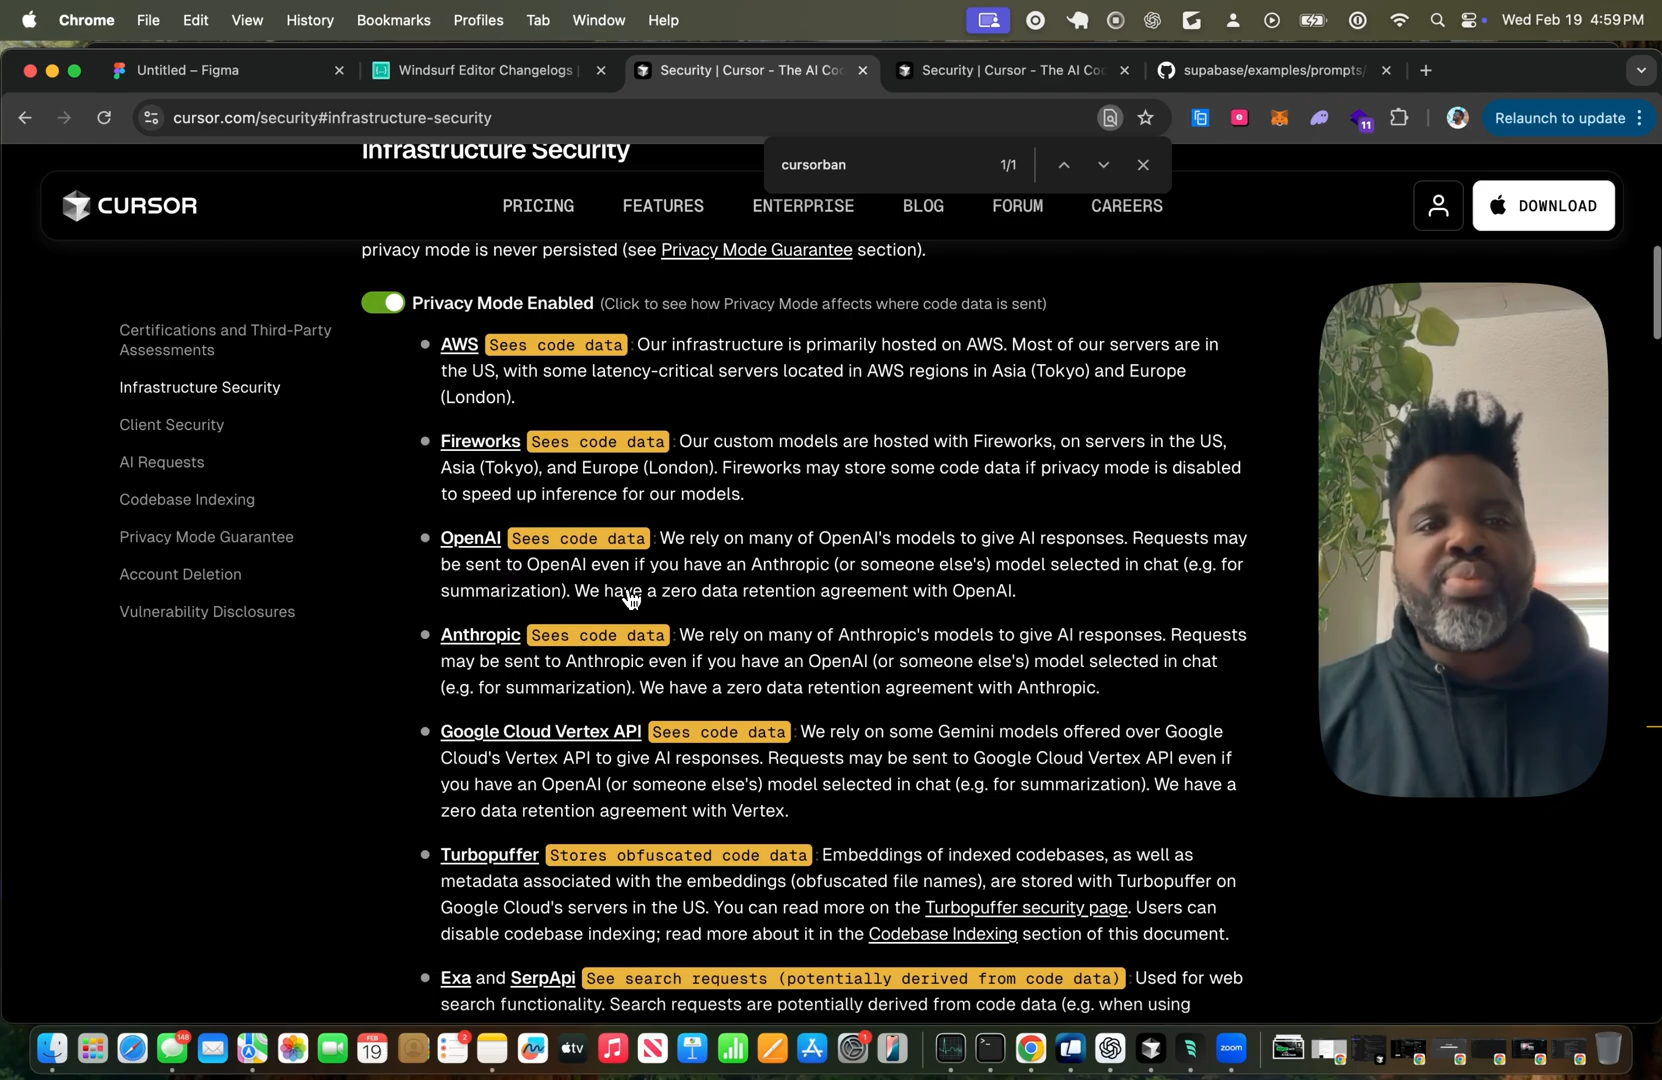 Chrome File Edit View History Bookmarks Profiles Tab Window Help Wed Feb 19 4:59 PM
Untitled – Figma
Windsurf Editor Changelogs |
Security | Cursor - The AI Co
Security | Cursor - The AI Co
supabase/examples/prompts/
cursor.com/security#infrastructure-security
11
Relaunch to update
Infrastructure Security
cursorban 1/1
CURSOR PRICING FEATURES ENTERPRISE BLOG FORUM CAREERS DOWNLOAD
privacy mode is never persisted (see Privacy Mode Guarantee section).
Privacy Mode Enabled (Click to see how Privacy Mode affects where code data is sent)
Certifications and Third-Party
Assessments
Infrastructure Security
Client Security
AI Requests
Codebase Indexing
Privacy Mode Guarantee
Account Deletion
Vulnerability Disclosures
AWS Sees code data : Our infrastructure is primarily hosted on AWS. Most of our servers are in
the US, with some latency-critical servers located in AWS regions in Asia (Tokyo) and Europe
(London).
Fireworks Sees code data : Our custom models are hosted with Fireworks, on servers in the US,
Asia (Tokyo), and Europe (London). Fireworks may store some code data if privacy mode is disabled
to speed up inference for our models.
OpenAI Sees code data : We rely on many of OpenAI's models to give AI responses. Requests may
be sent to OpenAI even if you have an Anthropic (or someone else's) model selected in chat (e.g. for
summarization). We have a zero data retention agreement with OpenAI.
Anthropic Sees code data : We rely on many of Anthropic's models to give AI responses. Requests
may be sent to Anthropic even if you have an OpenAI (or someone else's) model selected in chat
(e.g. for summarization). We have a zero data retention agreement with Anthropic.
Google Cloud Vertex API Sees code data : We rely on some Gemini models offered over Google
Cloud's Vertex API to give AI responses. Requests may be sent to Google Cloud Vertex API even if
you have an OpenAI (or someone else's) model selected in chat (e.g. for summarization). We have a
zero data retention agreement with Vertex.
Turbopuffer Stores obfuscated code data : Embeddings of indexed codebases, as well as
metadata associated with the embeddings (obfuscated file names), are stored with Turbopuffer on
Google Cloud's servers in the US. You can read more on the Turbopuffer security page. Users can
disable codebase indexing; read more about it in the Codebase Indexing section of this document.
Exa and SerpApi See search requests (potentially derived from code data) : Used for web
search functionality. Search requests are potentially derived from code data (e.g. when using
148
FEB
19
2
tv
1
zoom